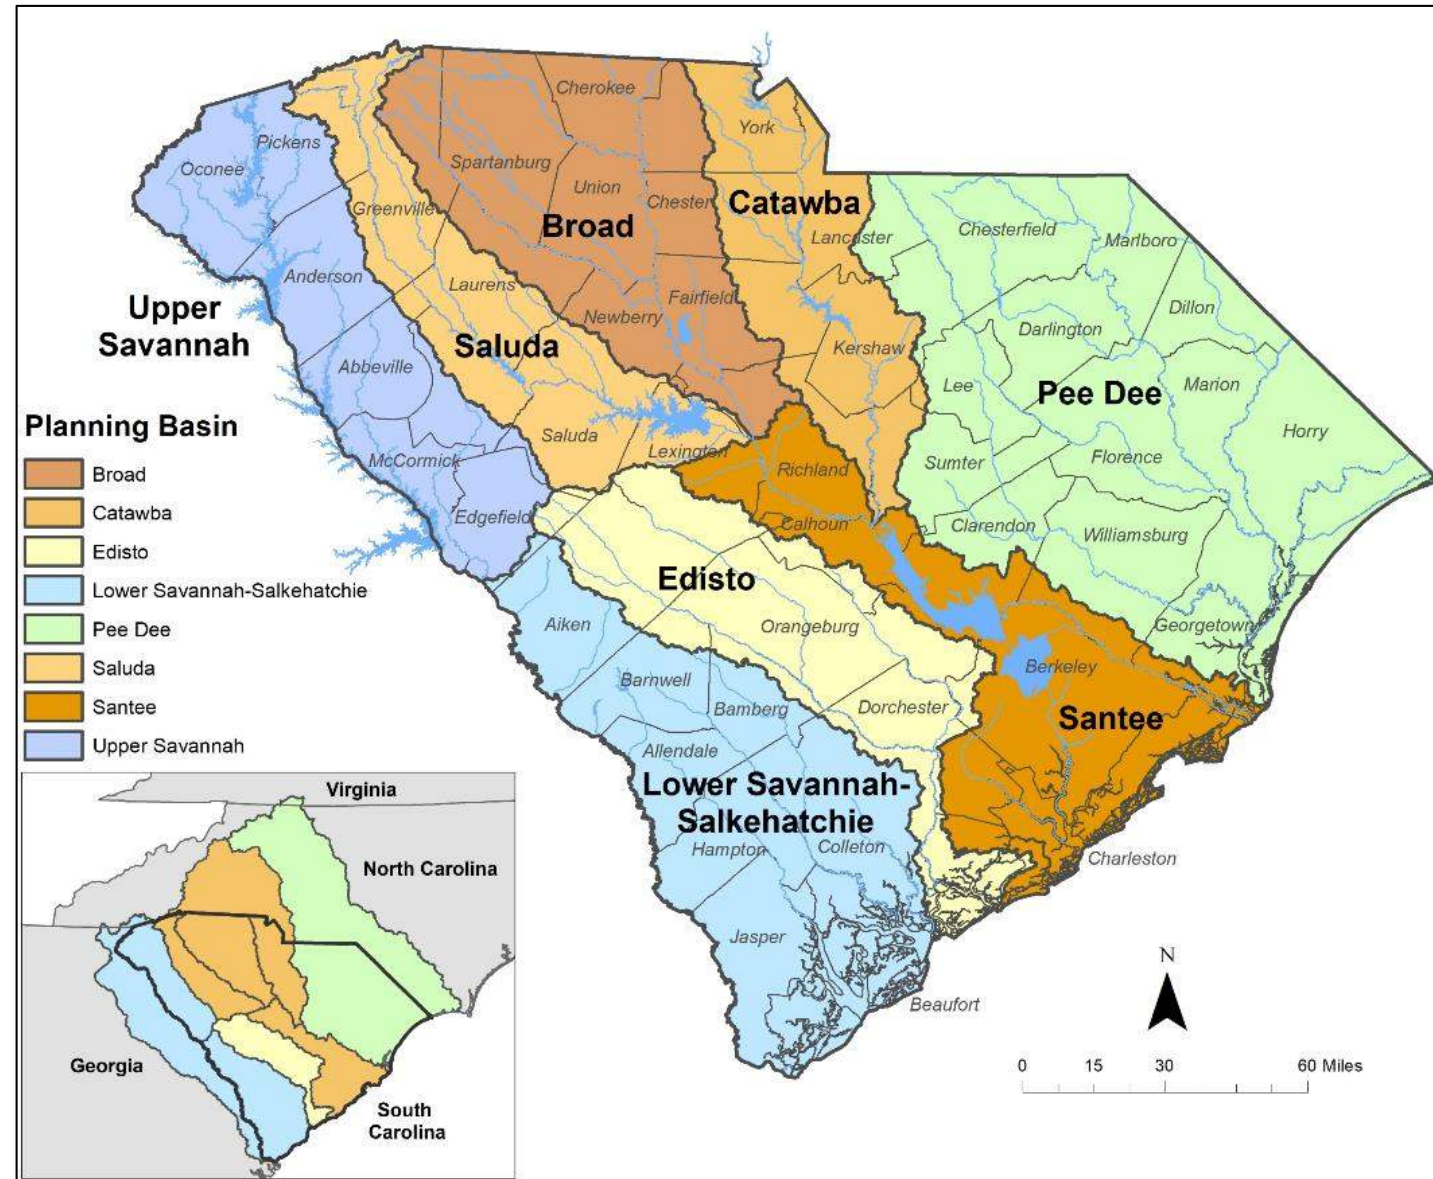 Cherokee
York
Pickens
Oconee
Spartanburg
Union
Chester
Catawba
Greenville
Broad
Lancaster
Chesterfield
Marlboro
Anderson
Laurens
Upper
Savannah
Newberry
Fairfield
Dillon
Darlington
Saluda
Kershaw
Abbeville
Lee
Pee Dee
Marion
Horry
Planning Basin
Saluda
Lexington
McCormick
Richland
Sumter
Florence
Edgefield
Calhoun
Clarendon
Williamsburg
Broad
Catawba
Edisto
Lower Savannah-Salkehatchie
Pee Dee
Saluda
Santee
Upper Savannah
Edisto
Aiken
Orangeburg
Georgetown
Barnwell
Berkeley
Bamberg
Dorchester
Santee
Allendale
Lower Savannah-
Salkehatchie
Hampton
Colleton
Charleston
Jasper
Beaufort
Virginia
North Carolina
Georgia
South
Carolina
N
0 15 30 60 Miles